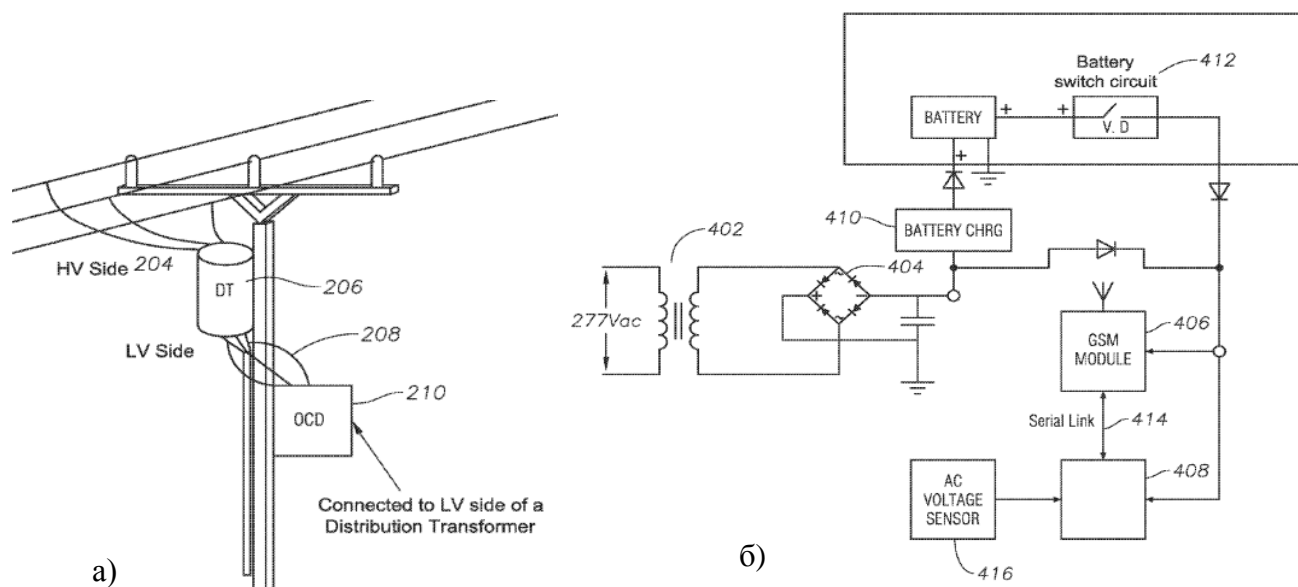 HV Side
204
DT
206
LV Side
208
210
OCD
Connected to LV side of a
Distribution Transformer
а)
Battery
switch circuit
412
BATTERY
+
+
V. D
+
410
BATTERY CHRG
402
404
277Vac
+
-
~
406
GSM
MODULE
Serial Link
414
408
AC
VOLTAGE
SENSOR
416
б)